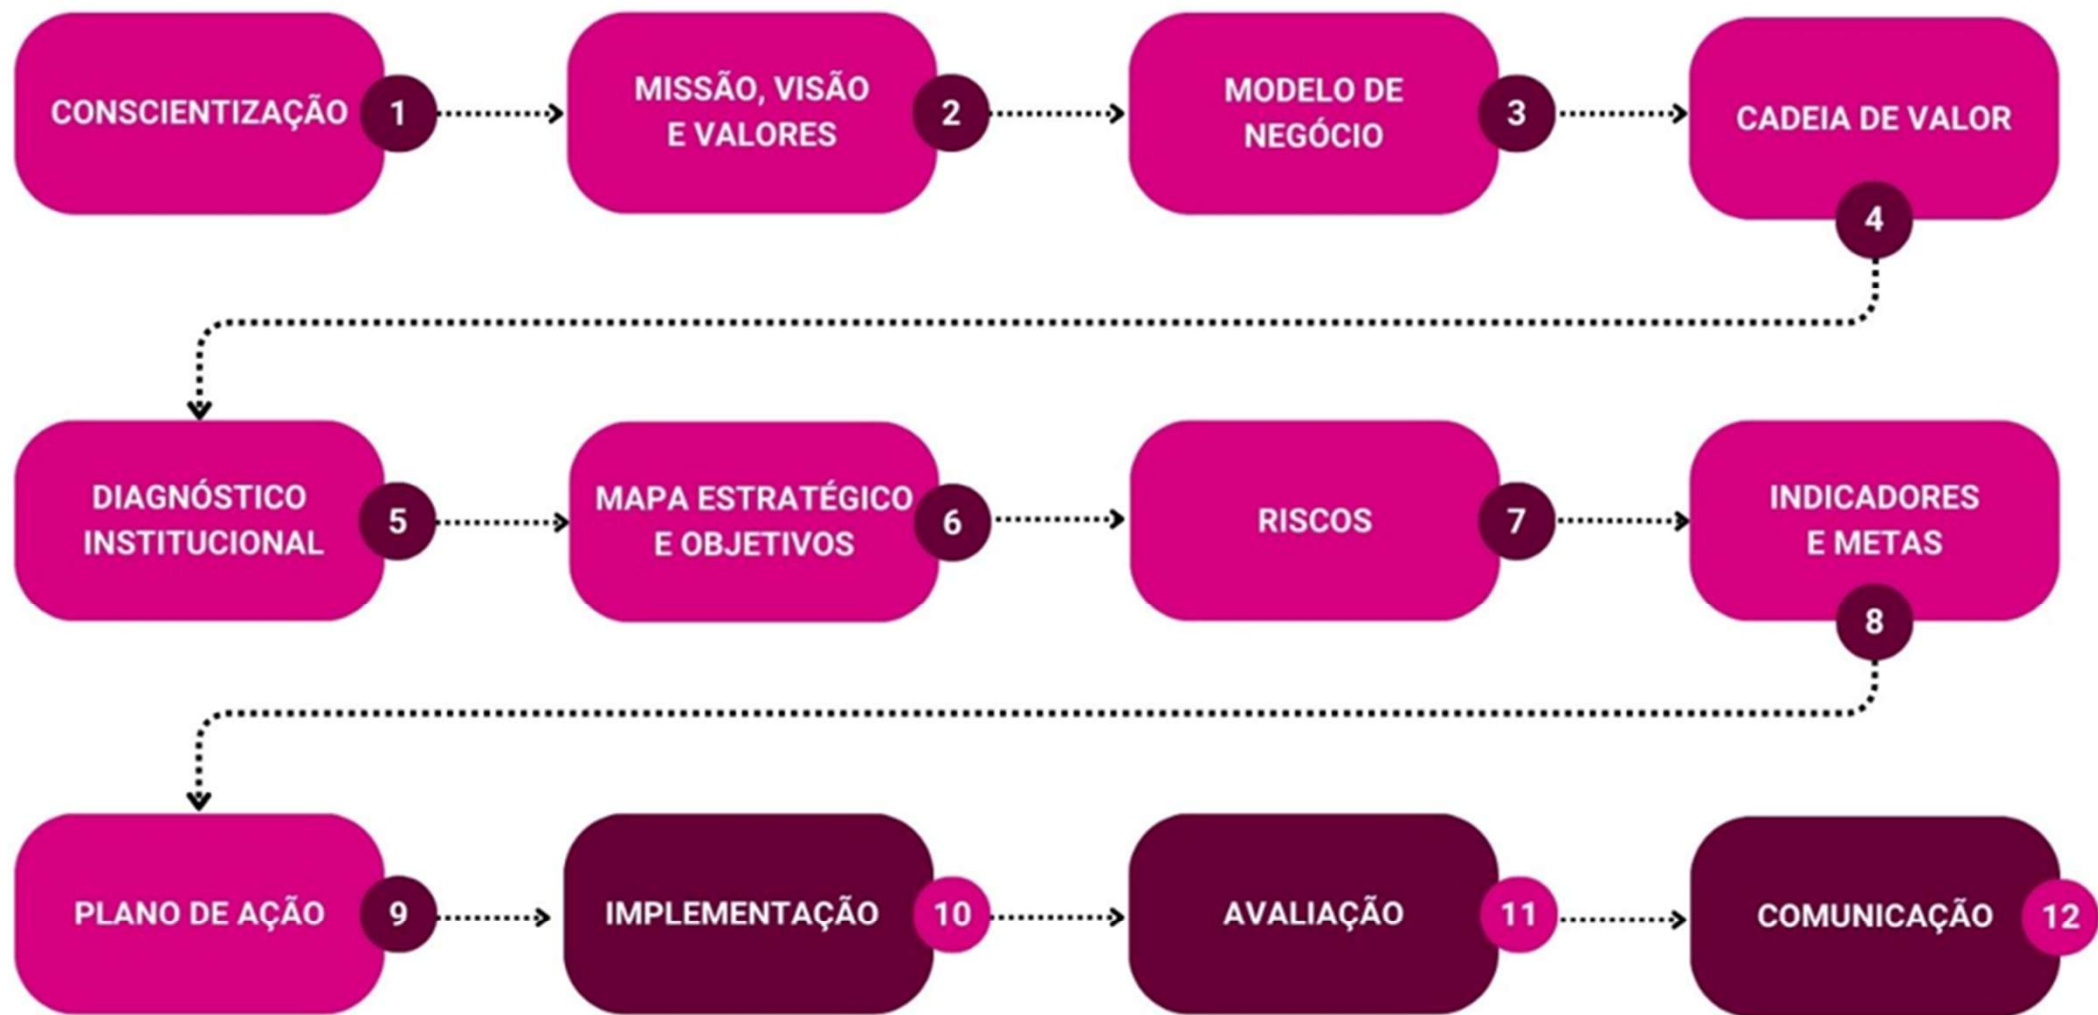 CONSCIENTIZAÇÃO
1
MISSÃO, VISÃO
E VALORES
2
MODELO DE
NEGÓCIO
3
CADEIA DE VALOR
4
DIAGNÓSTICO
INSTITUCIONAL
5
MAPA ESTRATÉGICO
E OBJETIVOS
6
RISCOS
7
INDICADORES
E METAS
8
PLANO DE AÇÃO
9
IMPLEMENTAÇÃO
10
AVALIAÇÃO
11
COMUNICAÇÃO
12